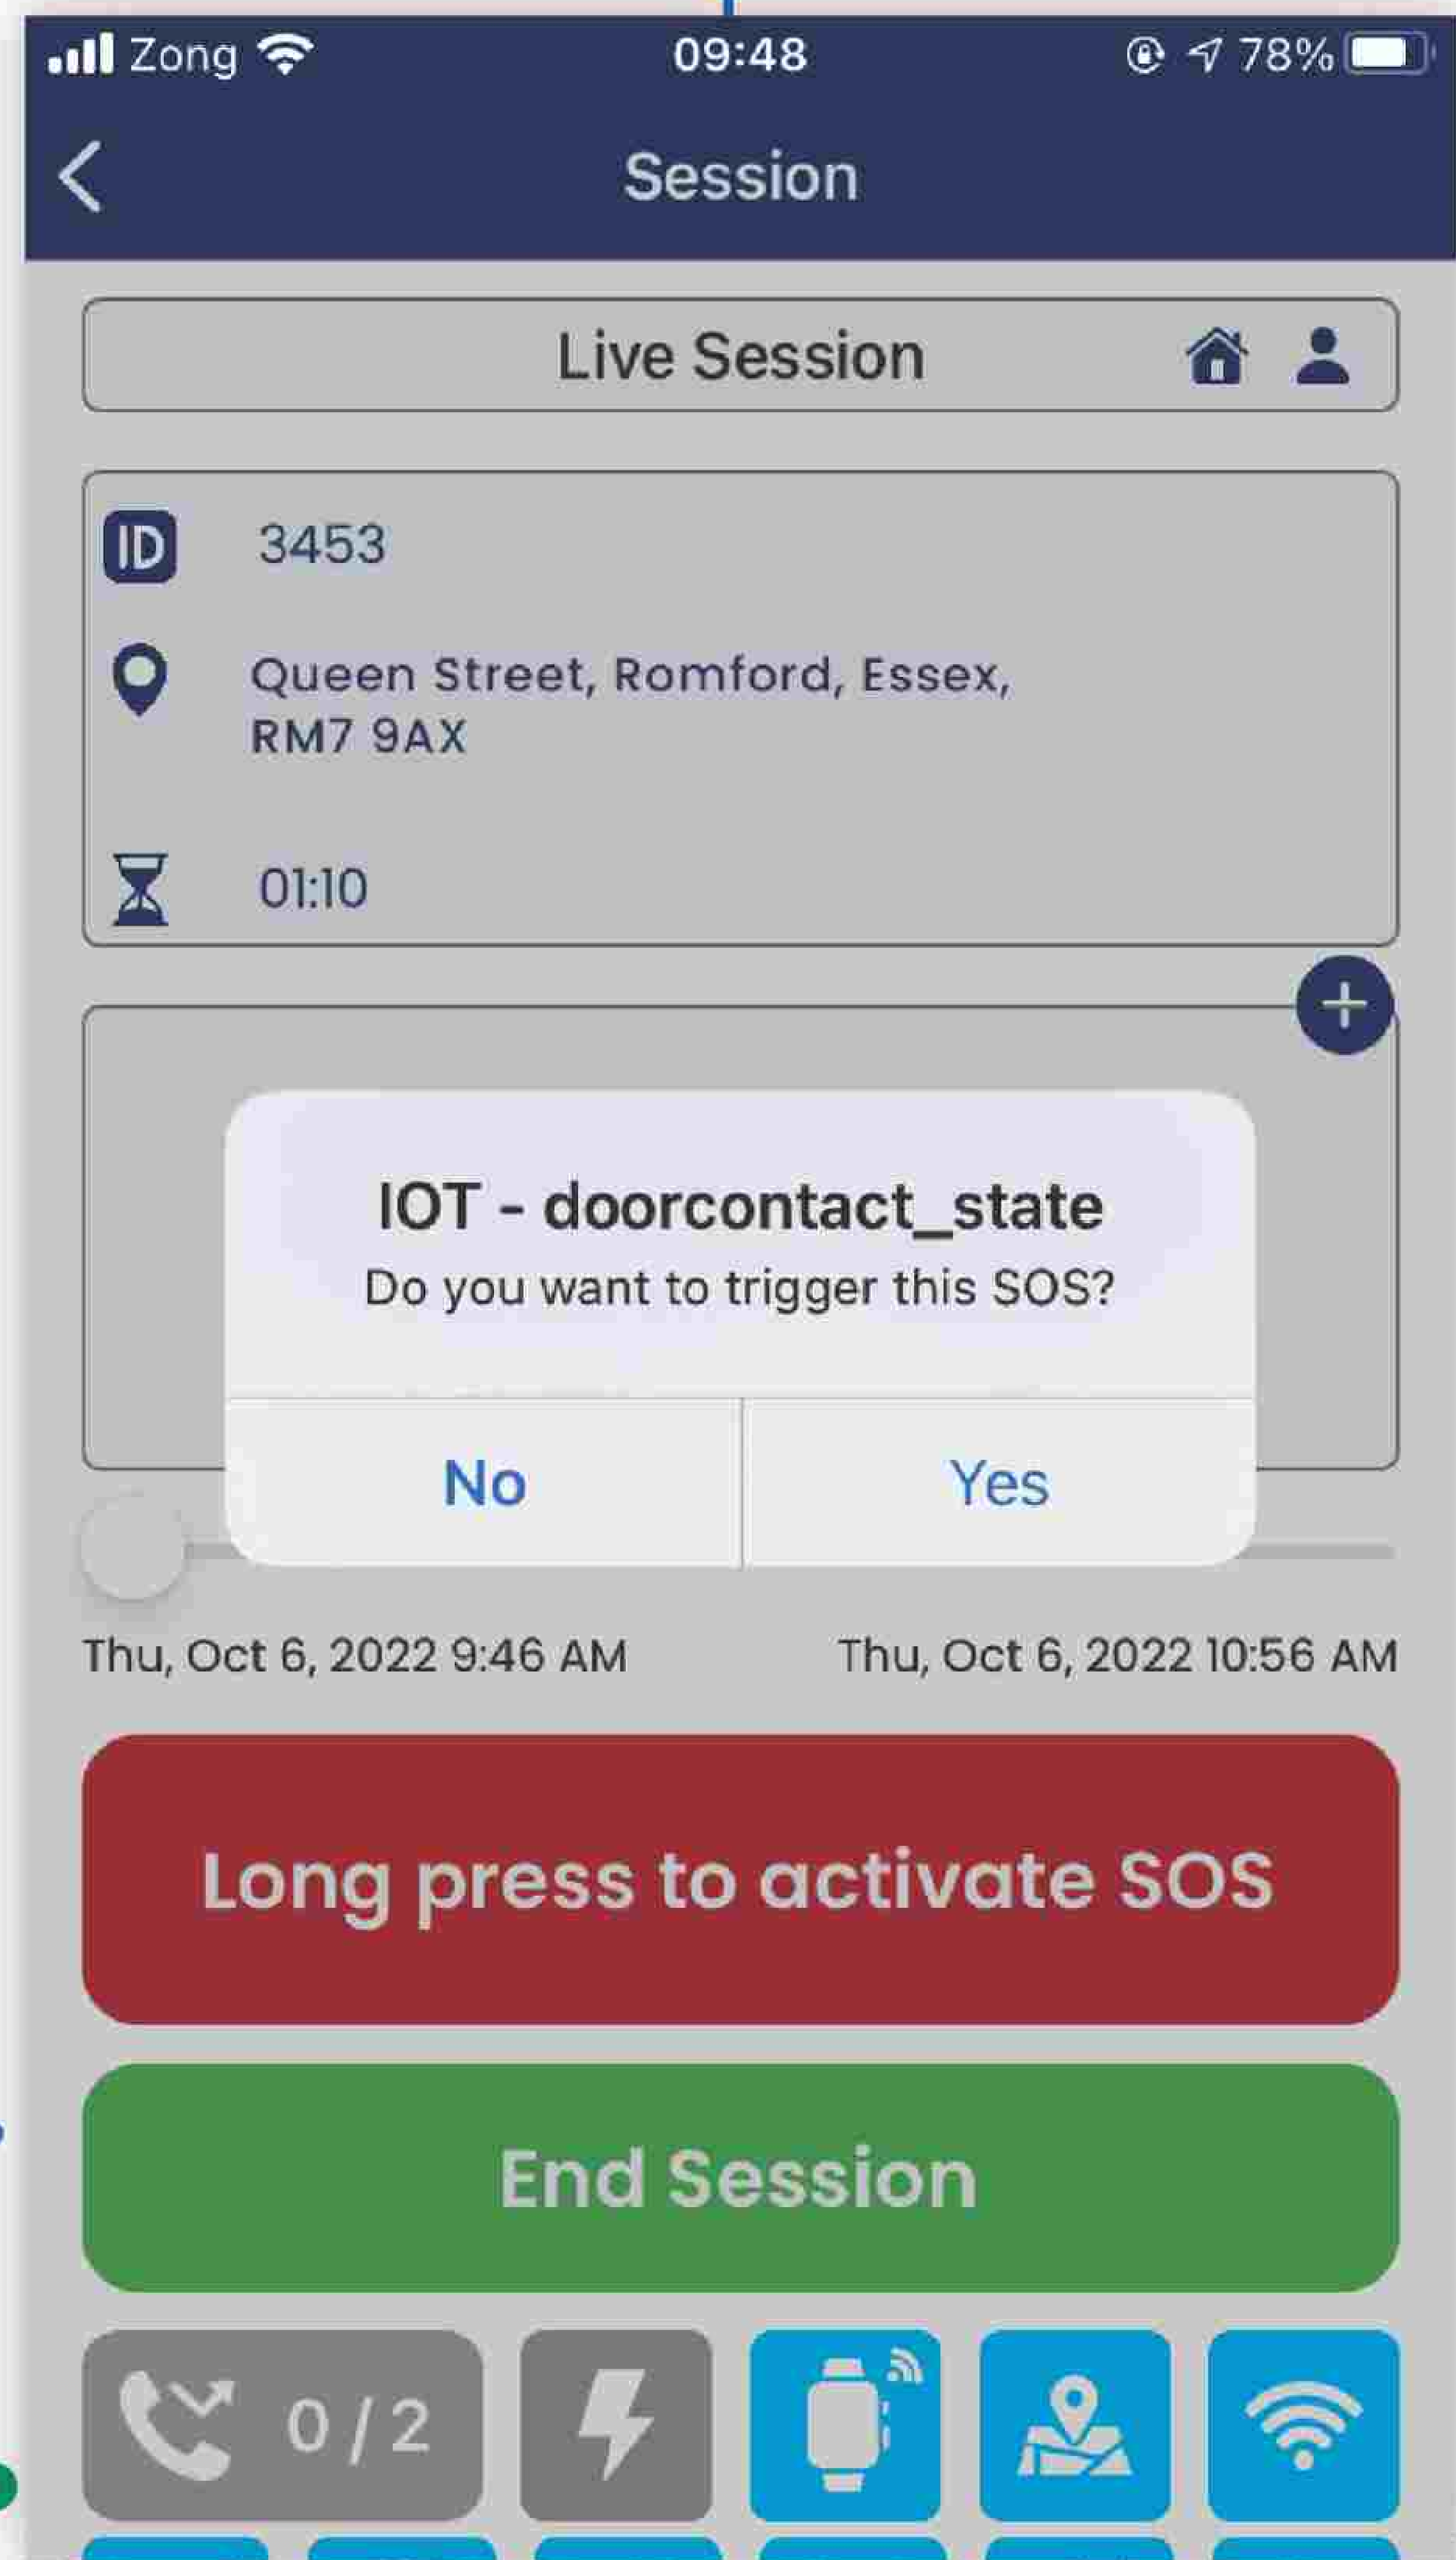 Zong 09:48 78%
Session
Live Session
ID 3453
Queen Street, Romford, Essex,
RM7 9AX
01:10
IOT - doorcontact_state
Do you want to trigger this SOS?
No Yes
Thu, Oct 6, 2022 9:46 AM Thu, Oct 6, 2022 10:56 AM
Long press to activate SOS
End Session
0 / 2